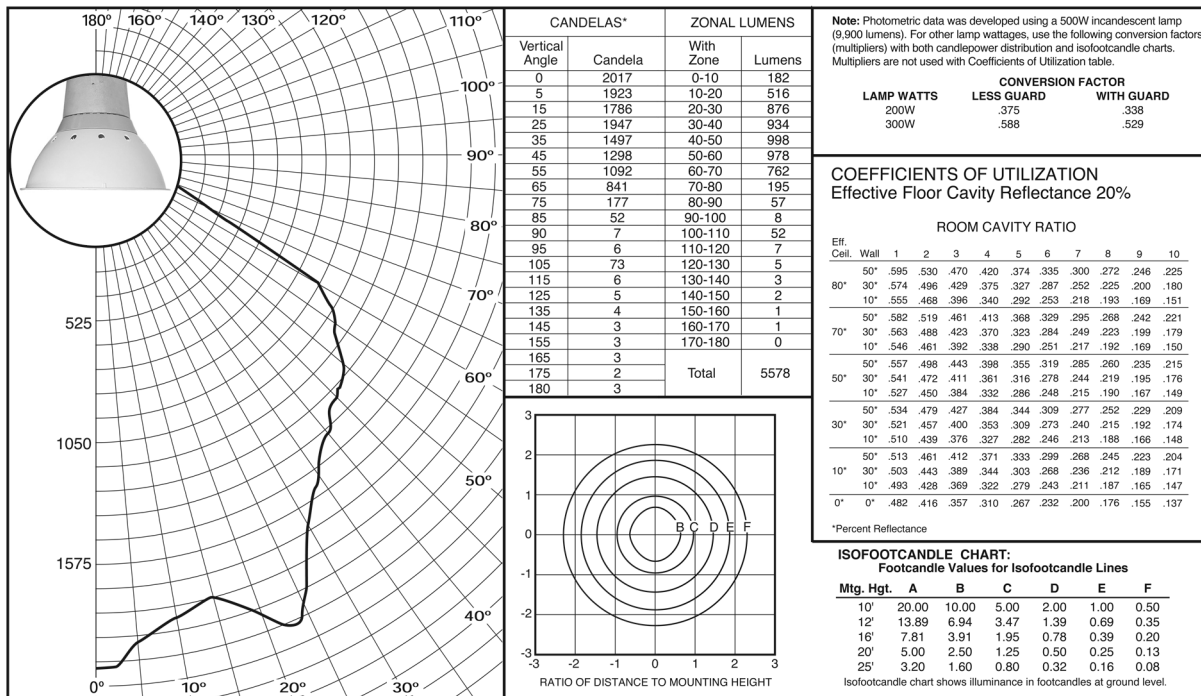 180º 160º 140º 120º 110º
100º
90º
80º
70º
60º
50º
40º
0º 10º 20º 30º
525
1050
1575
CANDELAS* ZONAL LUMENS
Vertical Angle Candela With Zone Lumens
0 2017 0-10 182
5 1923 10-20 516
15 1786 20-30 876
25 1947 30-40 934
35 1497 40-50 998
45 1298 50-60 978
55 1092 60-70 762
65 841 70-80 195
75 177 80-90 57
85 52 90-100 8
90 7 100-110 52
95 6 110-120 7
105 73 120-130 5
115 6 130-140 3
125 5 140-150 2
135 4 150-160 1
145 3 160-170 1
155 3 170-180 0
165 3
175 2 Total 5578
180 3
3
2
1
0
-1
-2
-3
B C D E F
-3 -2 -1 0 1 2 3
RATIO OF DISTANCE TO MOUNTING HEIGHT
Note: Photometric data was developed using a 500W incandescent lamp
(9,900 lumens). For other lamp wattages, use the following conversion factors
(multipliers) with both candlepower distribution and isofootcandle charts.
Multipliers are not used with Coefficients of Utilization table.
CONVERSION FACTOR
LAMP WATTS LESS GUARD WITH GUARD
200W .375 .338
300W .588 .529
COEFFICIENTS OF UTILIZATION
Effective Floor Cavity Reflectance 20%
ROOM CAVITY RATIO
Eff.
Ceil. Wall 1 2 3 4 5 6 7 8 9 10
50* .595 .530 .470 .420 .374 .335 .300 .272 .246 .225
80* 30* .574 .496 .429 .375 .327 .287 .252 .225 .200 .180
10* .555 .468 .396 .340 .292 .253 .218 .193 .169 .151
50* .582 .519 .461 .413 .368 .329 .295 .268 .242 .221
70* 30* .563 .488 .423 .370 .323 .284 .249 .223 .199 .179
10* .546 .461 .392 .338 .290 .251 .217 .192 .169 .150
50* .557 .498 .443 .398 .355 .319 .285 .260 .235 .215
50* 30* .541 .472 .411 .361 .316 .278 .244 .219 .195 .176
10* .527 .450 .384 .332 .286 .248 .215 .190 .167 .149
50* .534 .479 .427 .384 .344 .309 .277 .252 .229 .209
30* 30* .521 .457 .400 .353 .309 .273 .240 .215 .192 .174
10* .510 .439 .376 .327 .282 .246 .213 .188 .166 .148
50* .513 .461 .412 .371 .333 .299 .268 .245 .223 .204
10* 30* .503 .443 .389 .344 .303 .268 .236 .212 .189 .171
10* .493 .428 .369 .322 .279 .243 .211 .187 .165 .147
0* 0* .482 .416 .357 .310 .267 .232 .200 .176 .155 .137
*Percent Reflectance
ISOFOOTCANDLE CHART:
Footcandle Values for Isofootcandle Lines
Mtg. Hgt. A B C D E F
10' 20.00 10.00 5.00 2.00 1.00 0.50
12' 13.89 6.94 3.47 1.39 0.69 0.35
16' 7.81 3.91 1.95 0.78 0.39 0.20
20' 5.00 2.50 1.25 0.50 0.25 0.13
25' 3.20 1.60 0.80 0.32 0.16 0.08
Isofootcandle chart shows illuminance in footcandles at ground level.